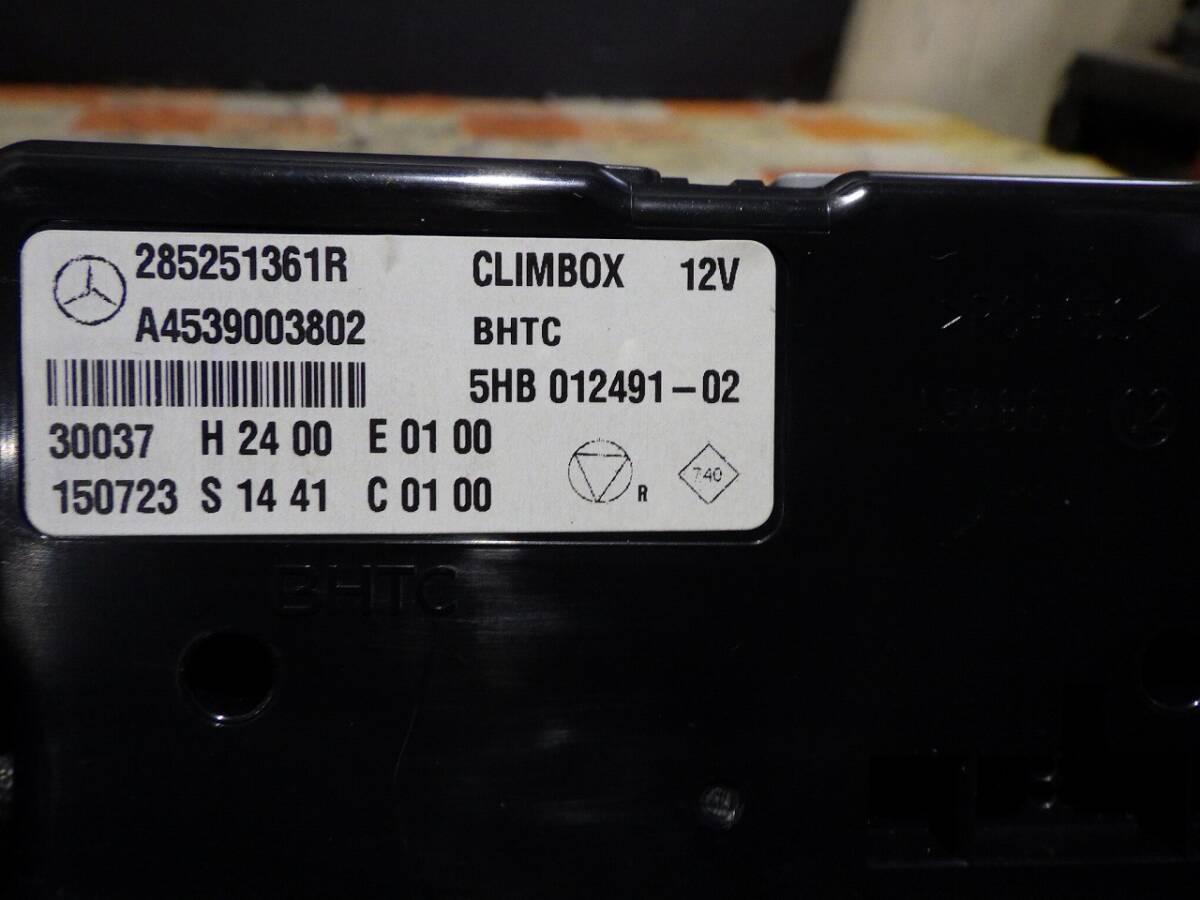 285251361R CLIMBOX 12V
A4539003802 BHTC
5HB 012491-02
30037 H 24 00 E 01 00
150723 S 14 41 C 01 00
R 740
BHTC